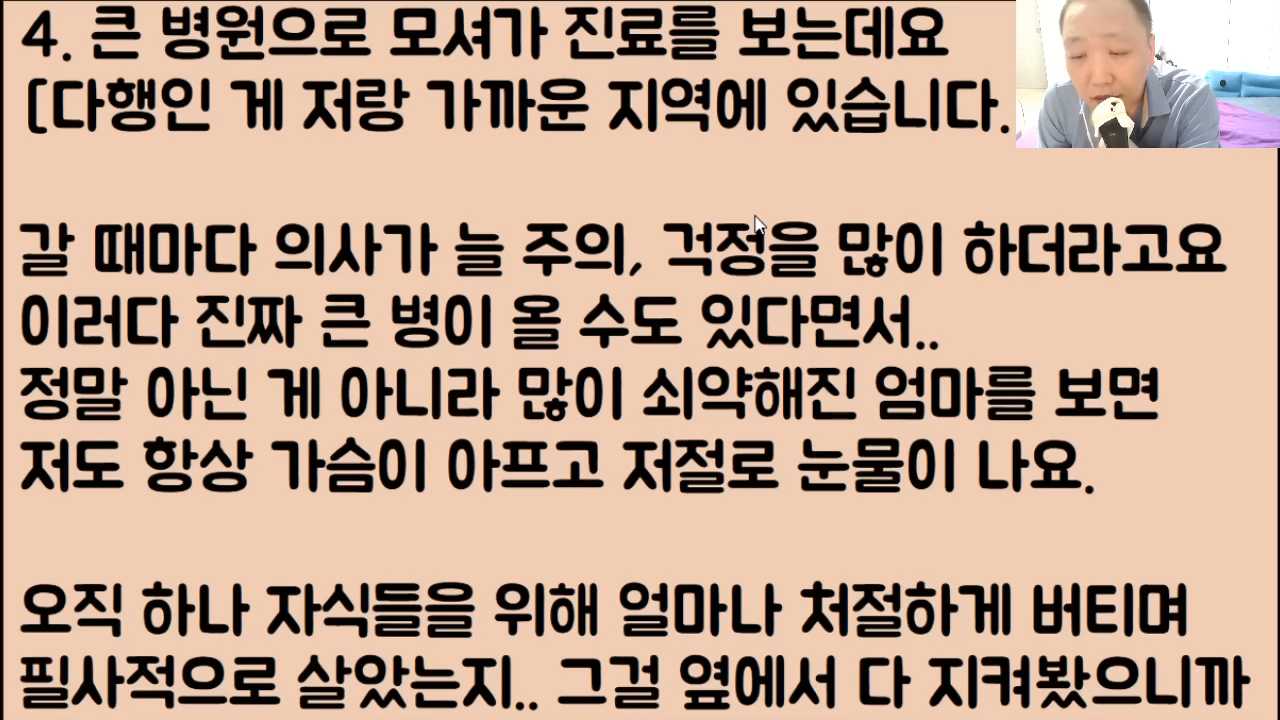 4. 큰 병원으로 모셔가 진료를 보는데요
[다행인 게 저랑 가까운 지역에 있습니다.
갈 때마다 의사가 늘 주의, 걱정을 많이 하더라고요
이러다 진짜 큰 병이 올 수도 있다면서..
정말 아닌 게 아니라 많이 쇠약해진 엄마를 보면
저도 항상 가슴이 아프고 저절로 눈물이 나요.
오직 하나 자식들을 위해 얼마나 처절하게 버티며
필사적으로 살았는지.. 그걸 옆에서 다 지켜봤으니까